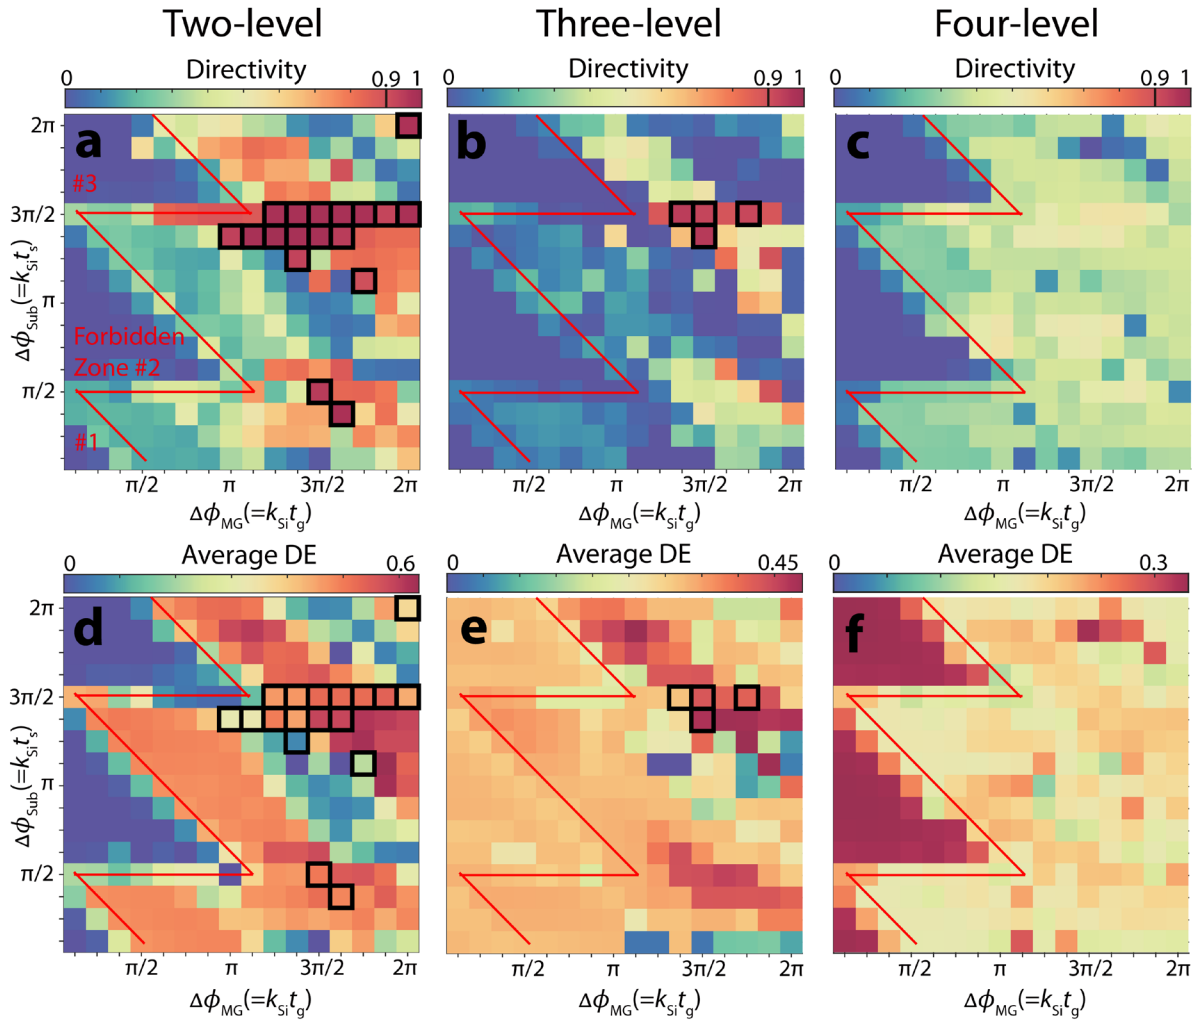 Two-level
Three-level
Four-level
Directivity
Directivity
Directivity
0 0.9 1
0 0.9 1
0 0.9 1
a
b
c
2π
#3
3π/2
Δϕ_Sub(=k_Si t_s)
π
Forbidden
Zone #2
π/2
#1
π/2 π 3π/2 2π
π/2 π 3π/2 2π
π/2 π 3π/2 2π
Δϕ_MG(=k_Si t_g)
Δϕ_MG(=k_Si t_g)
Δϕ_MG(=k_Si t_g)
0 Average DE 0.6
0 Average DE 0.45
0 Average DE 0.3
d
e
f
2π
3π/2
Δϕ_Sub(=k_Si t_s)
π
π/2
π/2 π 3π/2 2π
π/2 π 3π/2 2π
π/2 π 3π/2 2π
Δϕ_MG(=k_Si t_g)
Δϕ_MG(=k_Si t_g)
Δϕ_MG(=k_Si t_g)